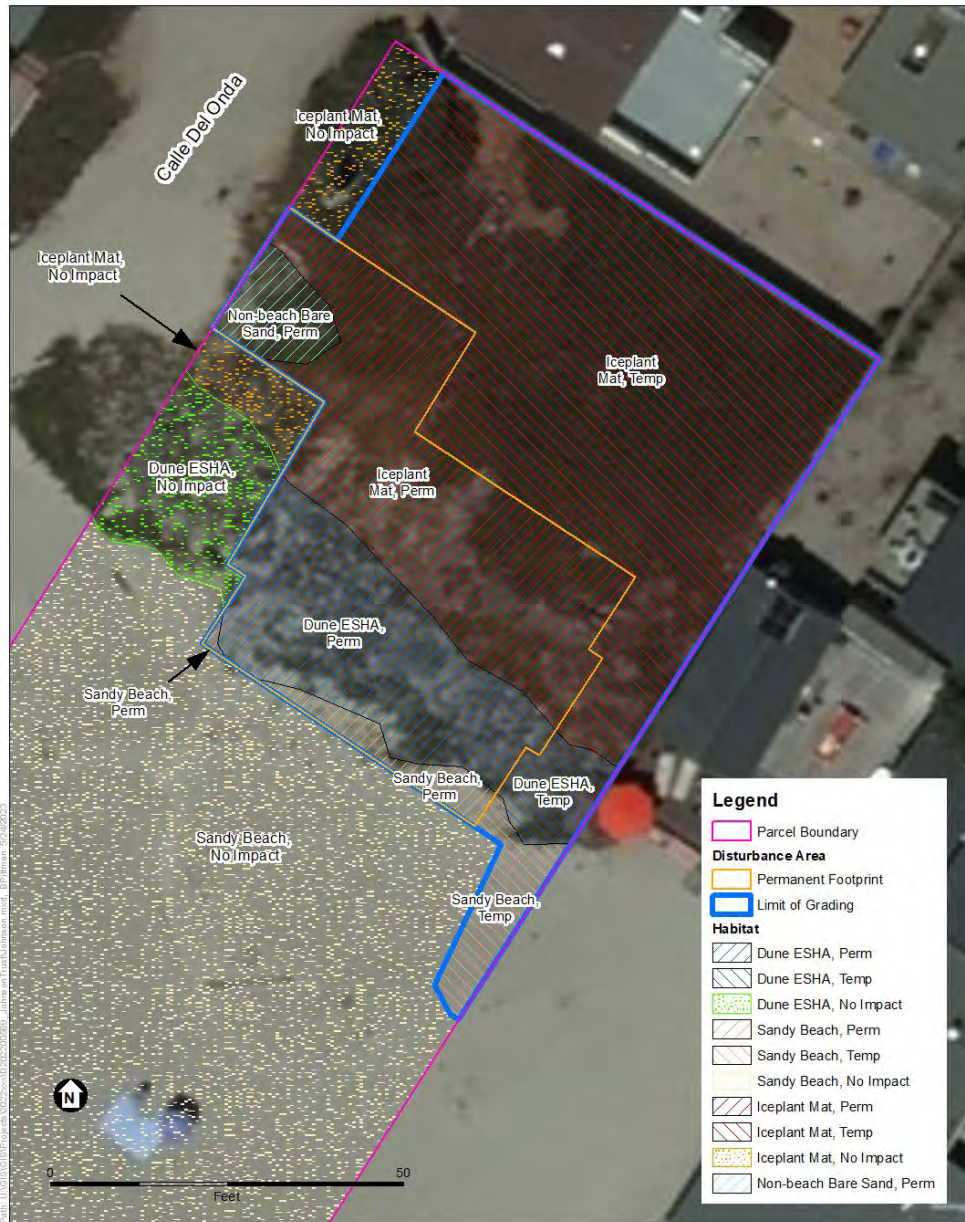 Calle Del Onda
Iceplant Mat,
No Impact
Iceplant Mat,
No Impact
Non-beach Bare
Sand, Perm
Iceplant
Mat, Temp
Dune ESHA,
No Impact
Iceplant
Mat, Perm
Dune ESHA,
Perm
Sandy Beach,
Perm
Sandy Beach,
Perm
Dune ESHA,
Temp
Sandy Beach,
No Impact
Sandy Beach,
Temp
Legend
Parcel Boundary
Disturbance Area
Permanent Footprint
Limit of Grading
Habitat
Dune ESHA, Perm
Dune ESHA, Temp
Dune ESHA, No Impact
Sandy Beach, Perm
Sandy Beach, Temp
Sandy Beach, No Impact
Iceplant Mat, Perm
Iceplant Mat, Temp
Iceplant Mat, No Impact
Non-beach Bare Sand, Perm
N
0 50
Feet